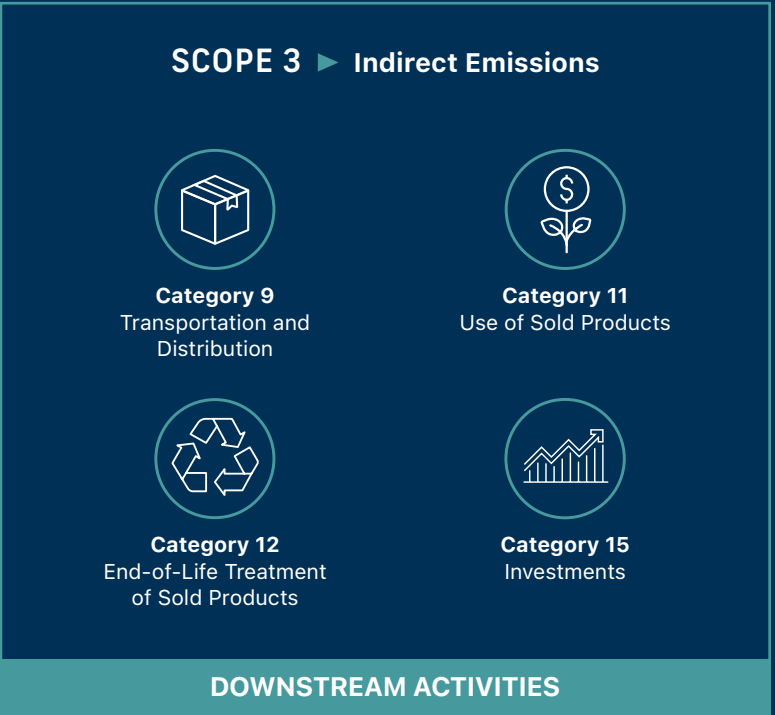 SCOPE 3 ► Indirect Emissions
$
$
Category 9
Transportation and
Distribution
Category 11
Use of Sold Products
Category 12
End-of-Life Treatment
of Sold Products
Category 15
Investments
DOWNSTREAM ACTIVITIES